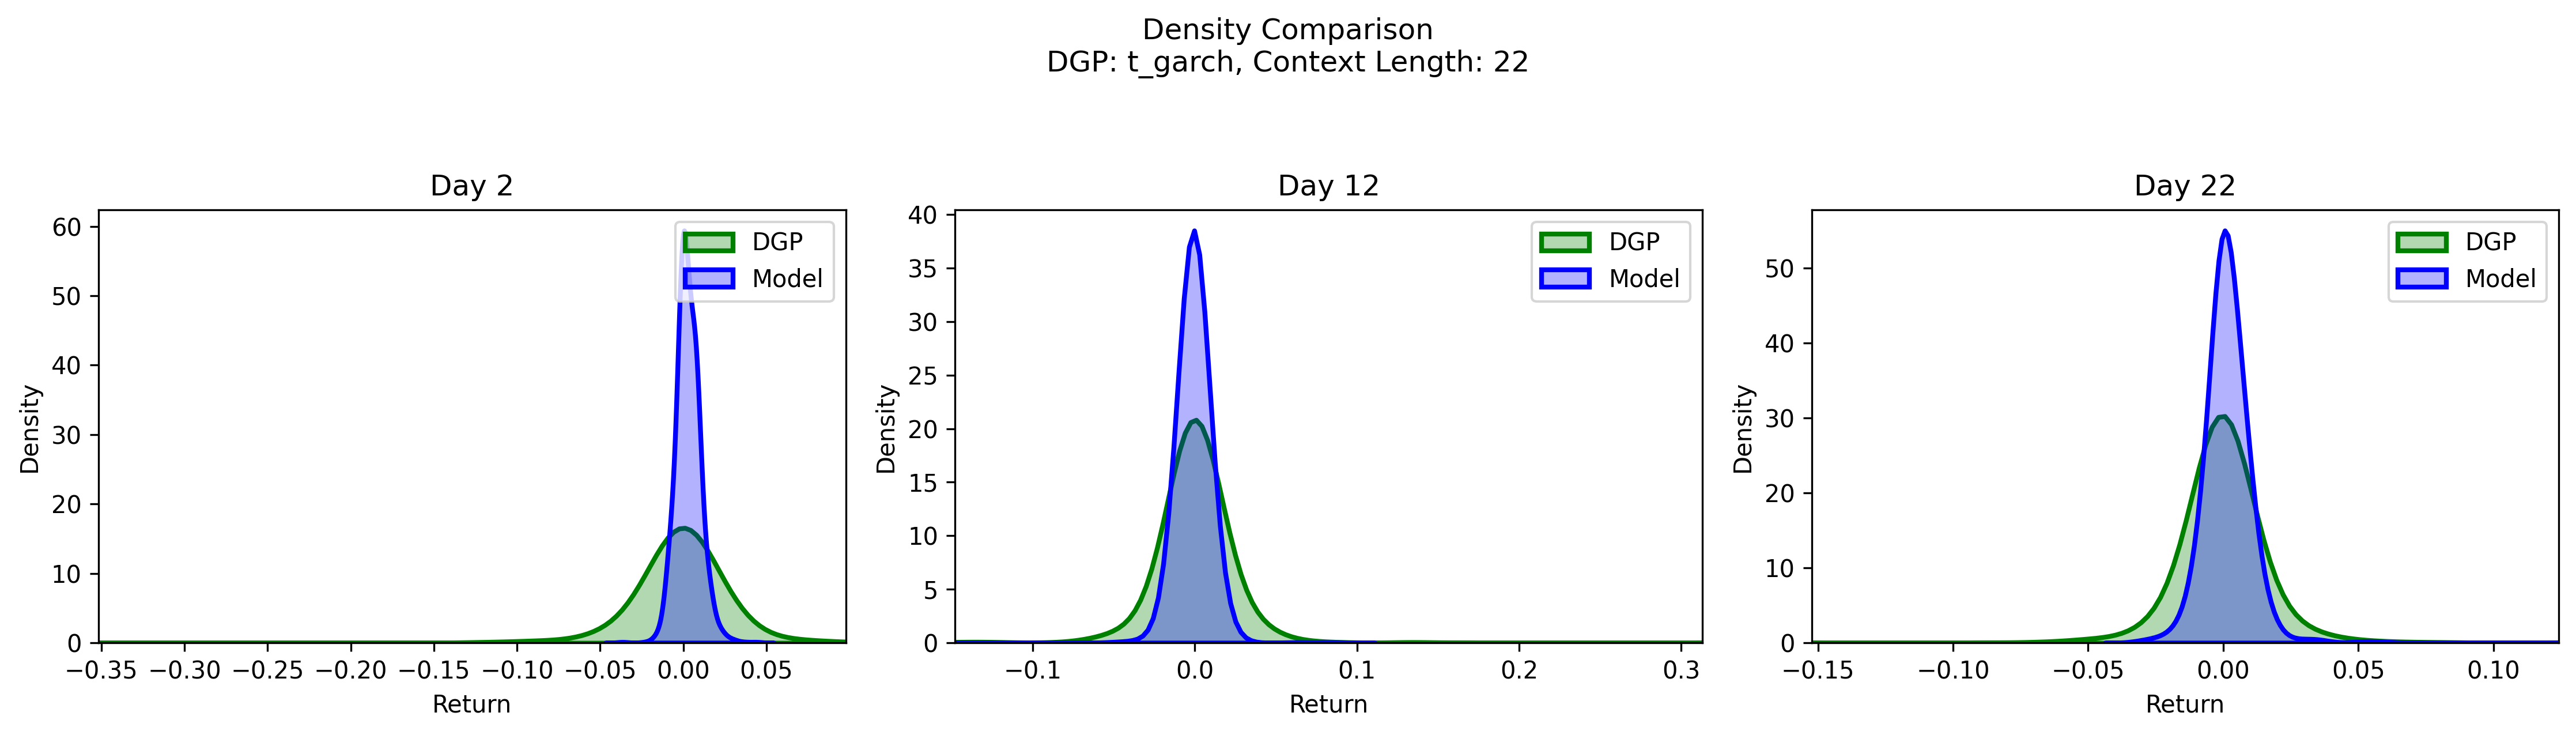 Density Comparison
DGP: t_garch, Context Length: 22
Day 2
60
50
40
30
20
10
0
Density
DGP
Model
−0.35 −0.30 −0.25 −0.20 −0.15 −0.10 −0.05 0.00 0.05
Return
Day 12
40
35
30
25
20
15
10
5
0
Density
DGP
Model
−0.1 0.0 0.1 0.2 0.3
Return
Day 22
50
40
30
20
10
0
Density
DGP
Model
−0.15 −0.10 −0.05 0.00 0.05 0.10
Return